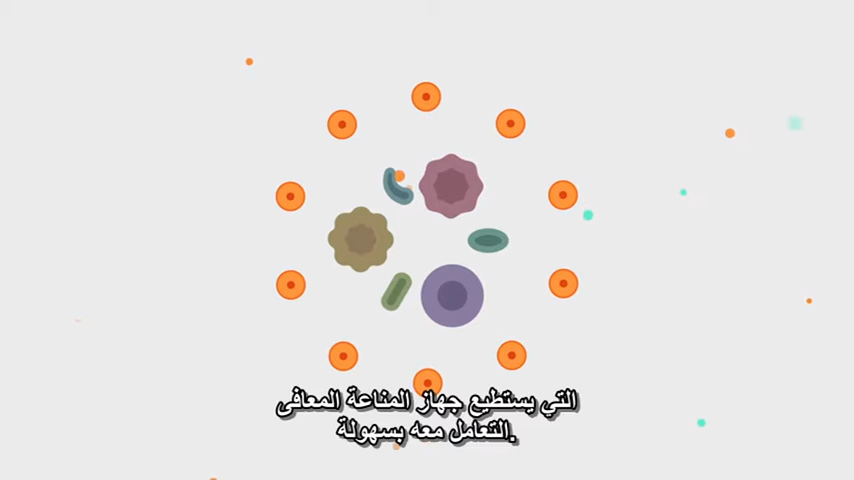 التي يستطيع جهاز المناعة المعافى
التعامل معه بسهولة.